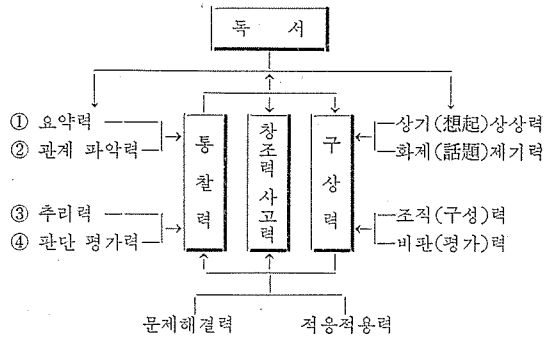 독 서
① 요약력
② 관계 파악력
③ 추리력
④ 판단 평가력
통찰력
창조력 사고력
구상력
상기(想起)상상력
화제(話題)제기력
조직(구성)력
비판(평가)력
문제해결력 적응적용력